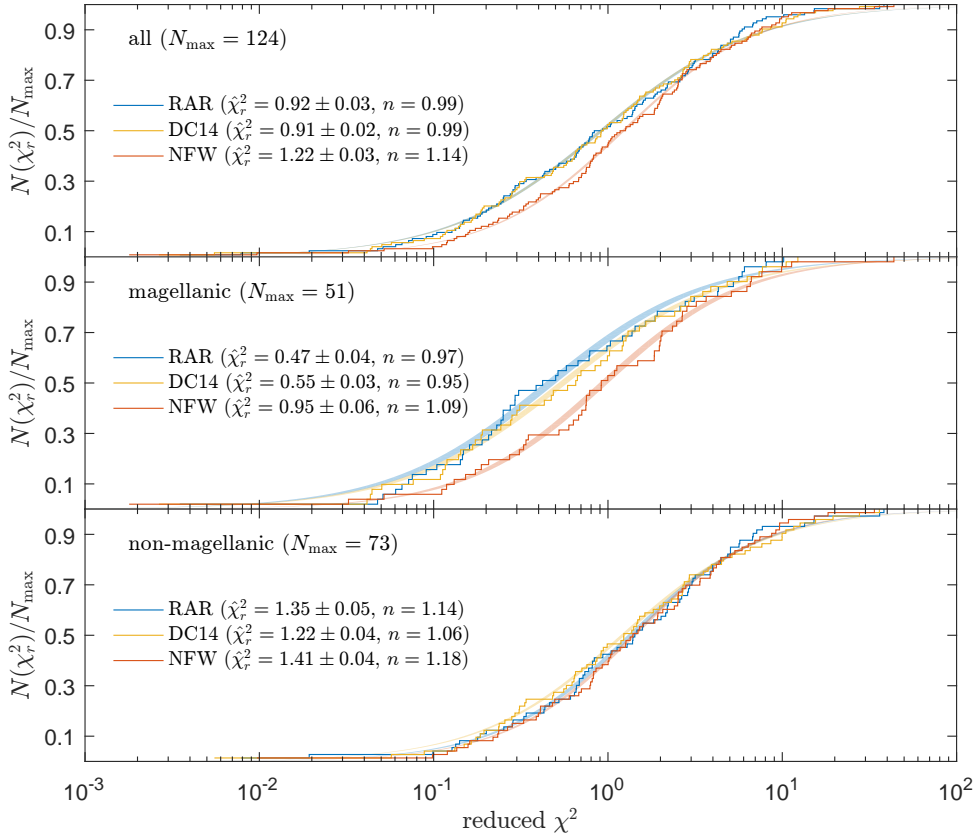 all (N_max = 124)
RAR (χ̂²_r = 0.92 ± 0.03, n = 0.99)
DC14 (χ̂²_r = 0.91 ± 0.02, n = 0.99)
NFW (χ̂²_r = 1.22 ± 0.03, n = 1.14)
N(χ²_r)/N_max
0.9
0.7
0.5
0.3
0.1
magellanic (N_max = 51)
RAR (χ̂²_r = 0.47 ± 0.04, n = 0.97)
DC14 (χ̂²_r = 0.55 ± 0.03, n = 0.95)
NFW (χ̂²_r = 0.95 ± 0.06, n = 1.09)
N(χ²_r)/N_max
0.9
0.7
0.5
0.3
0.1
non-magellanic (N_max = 73)
RAR (χ̂²_r = 1.35 ± 0.05, n = 1.14)
DC14 (χ̂²_r = 1.22 ± 0.04, n = 1.06)
NFW (χ̂²_r = 1.41 ± 0.04, n = 1.18)
N(χ²_r)/N_max
0.9
0.7
0.5
0.3
0.1
10⁻³ 10⁻² 10⁻¹ 10⁰ 10¹ 10²
reduced χ²